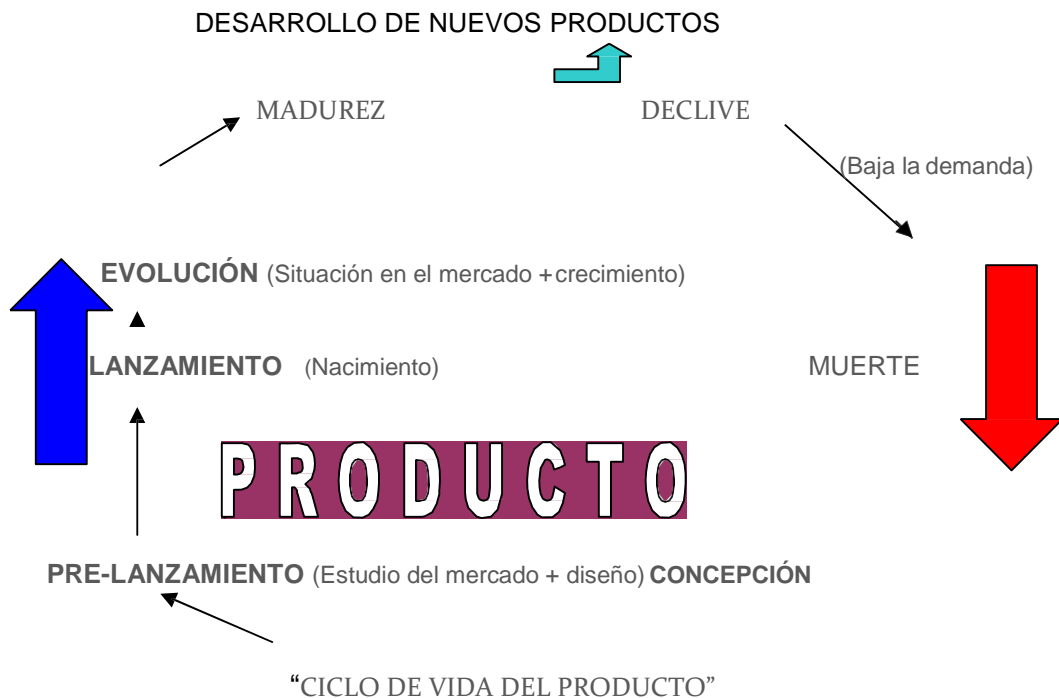 DESARROLLO DE NUEVOS PRODUCTOS
MADUREZ DECLIVE
(Baja la demanda)
EVOLUCIÓN (Situación en el mercado +crecimiento)
LANZAMIENTO (Nacimiento) MUERTE
PRODUCTO
PRE-LANZAMIENTO (Estudio del mercado + diseño) CONCEPCIÓN
“CICLO DE VIDA DEL PRODUCTO”